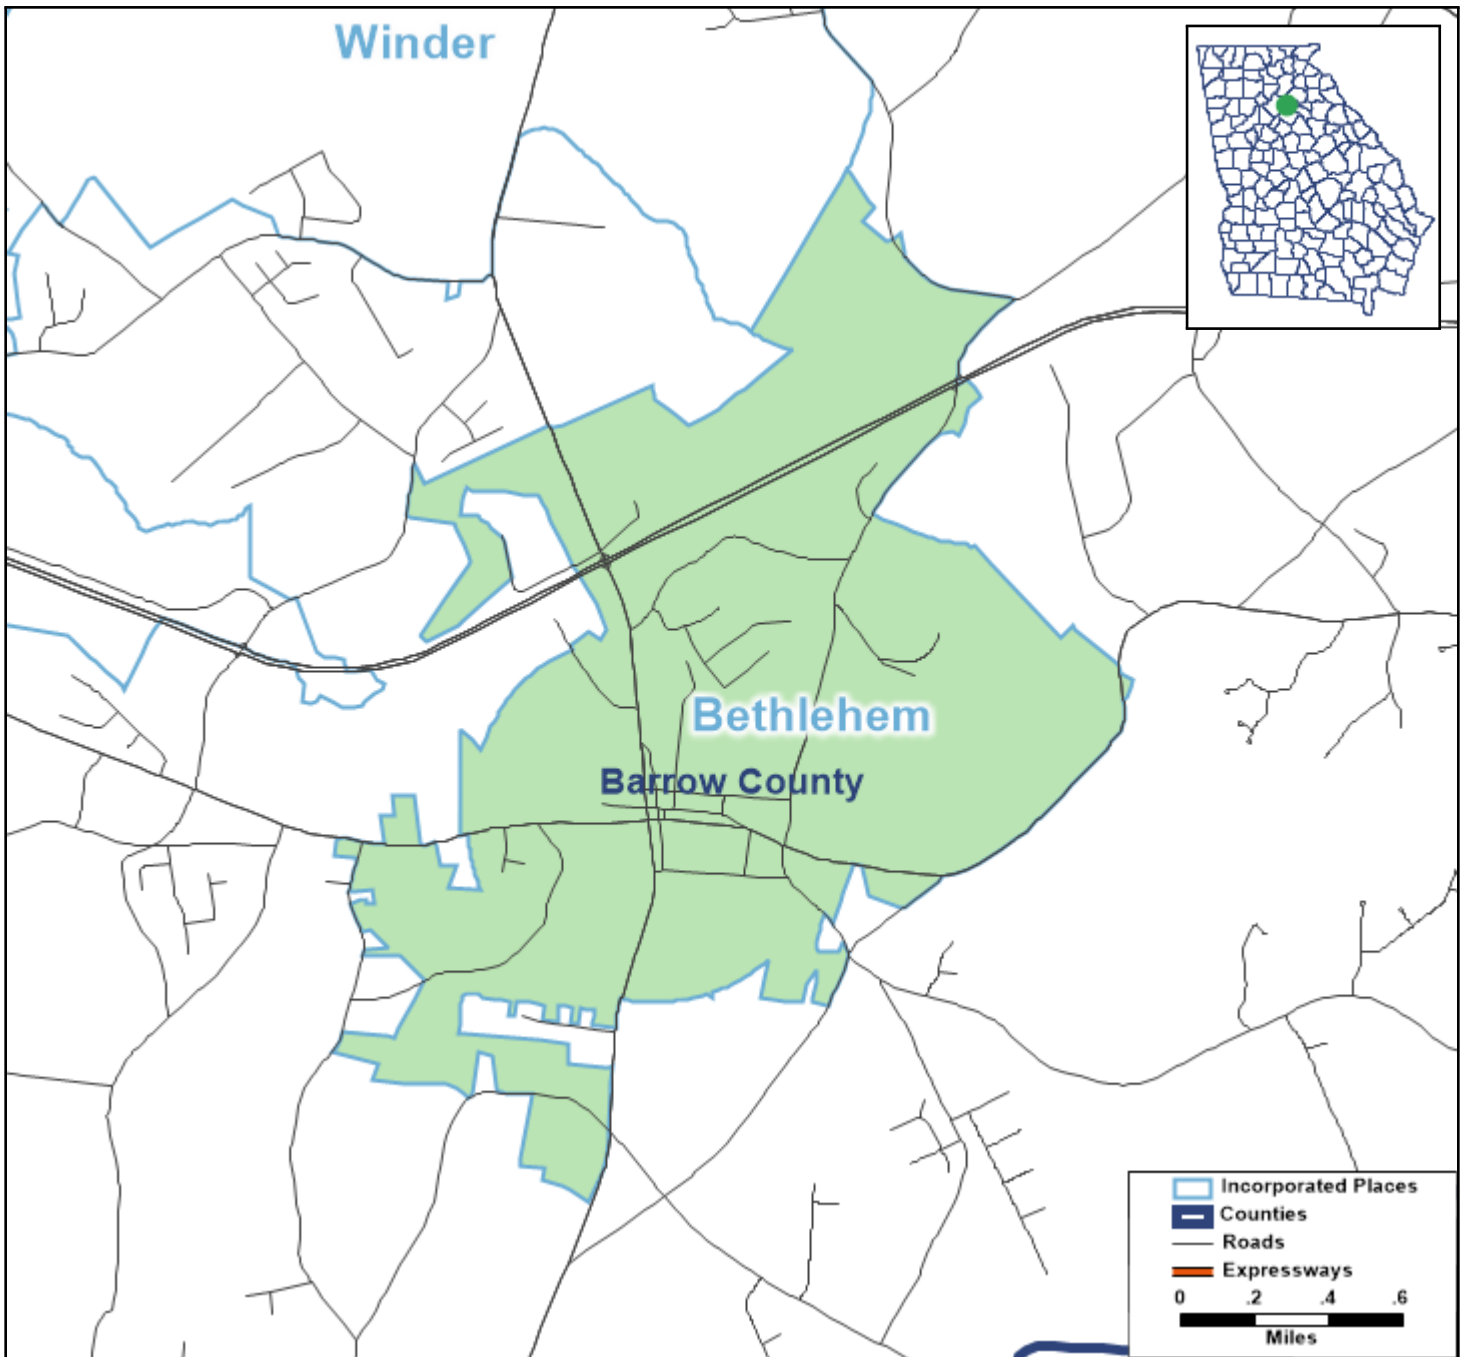 Winder
Bethlehem
Barrow County
Incorporated Places
Counties
Roads
Expressways
0 .2 .4 .6
Miles